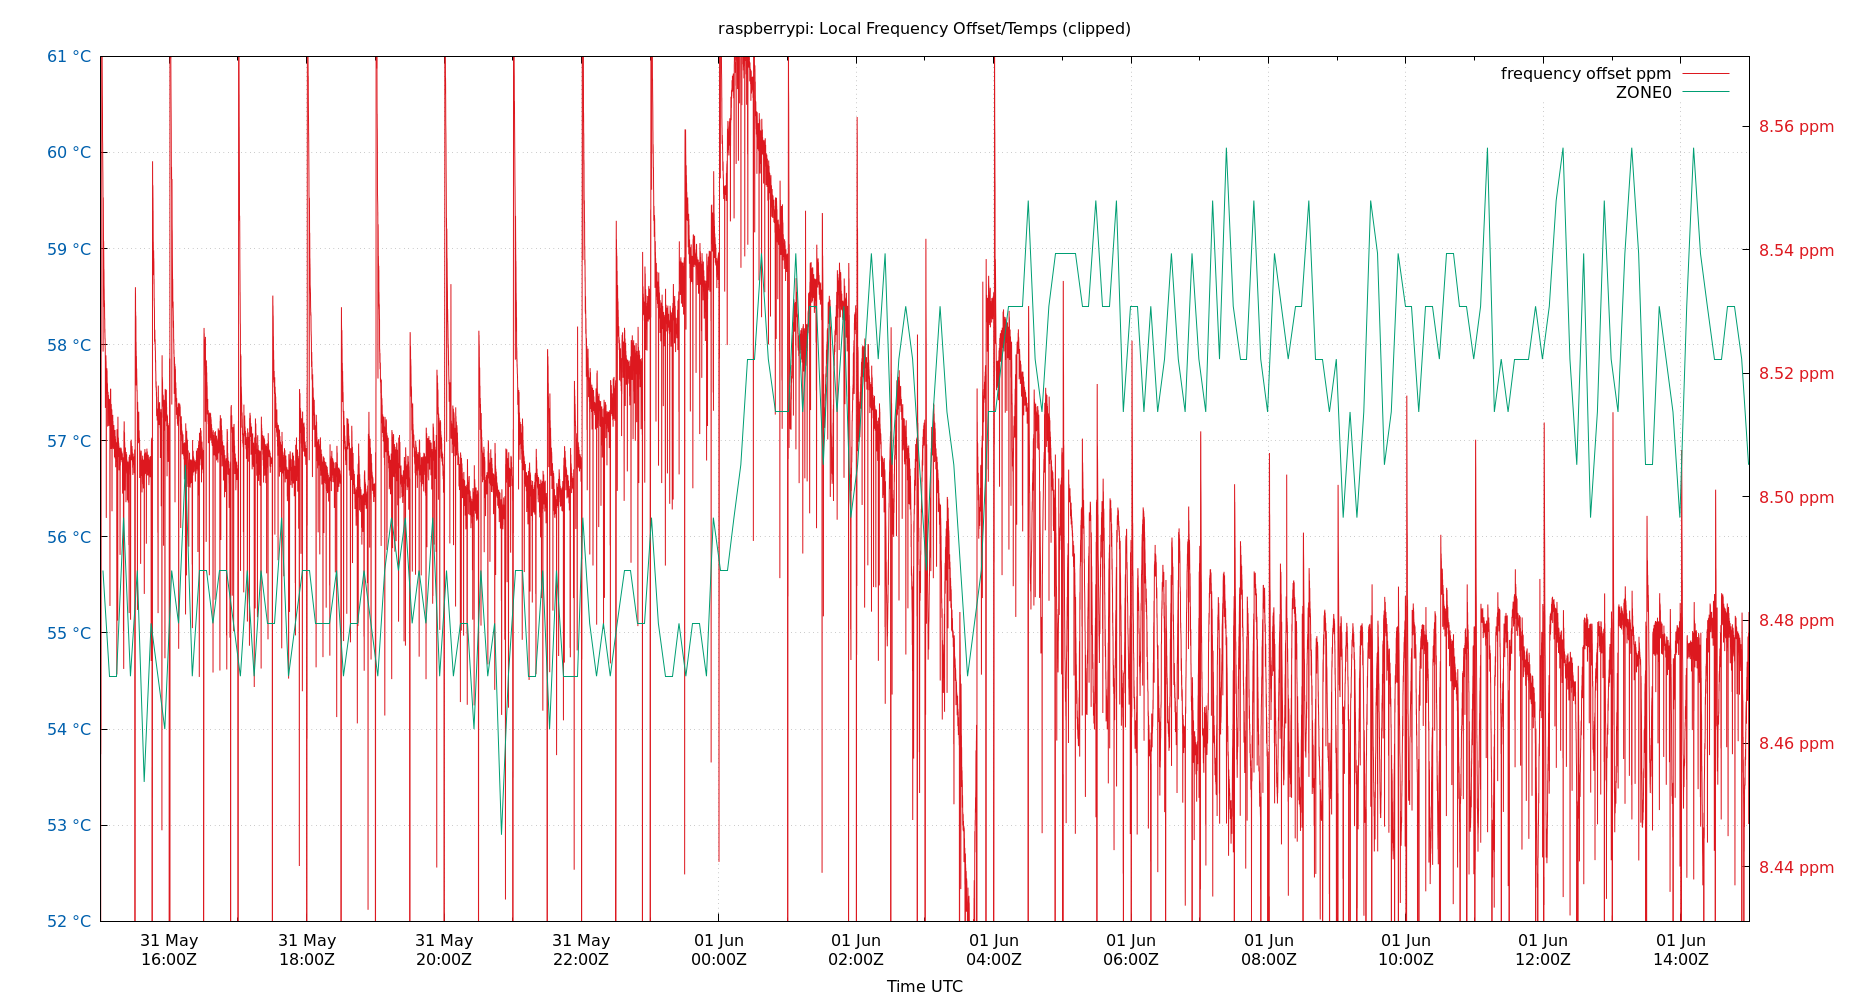 raspberrypi: Local Frequency Offset/Temps (clipped)
61 °C
60 °C
59 °C
58 °C
57 °C
56 °C
55 °C
54 °C
53 °C
52 °C
frequency offset ppm
ZONE0
8.56 ppm
8.54 ppm
8.52 ppm
8.50 ppm
8.48 ppm
8.46 ppm
8.44 ppm
31 May 16:00Z
31 May 18:00Z
31 May 20:00Z
31 May 22:00Z
01 Jun 00:00Z
01 Jun 02:00Z
01 Jun 04:00Z
01 Jun 06:00Z
01 Jun 08:00Z
01 Jun 10:00Z
01 Jun 12:00Z
01 Jun 14:00Z
Time UTC